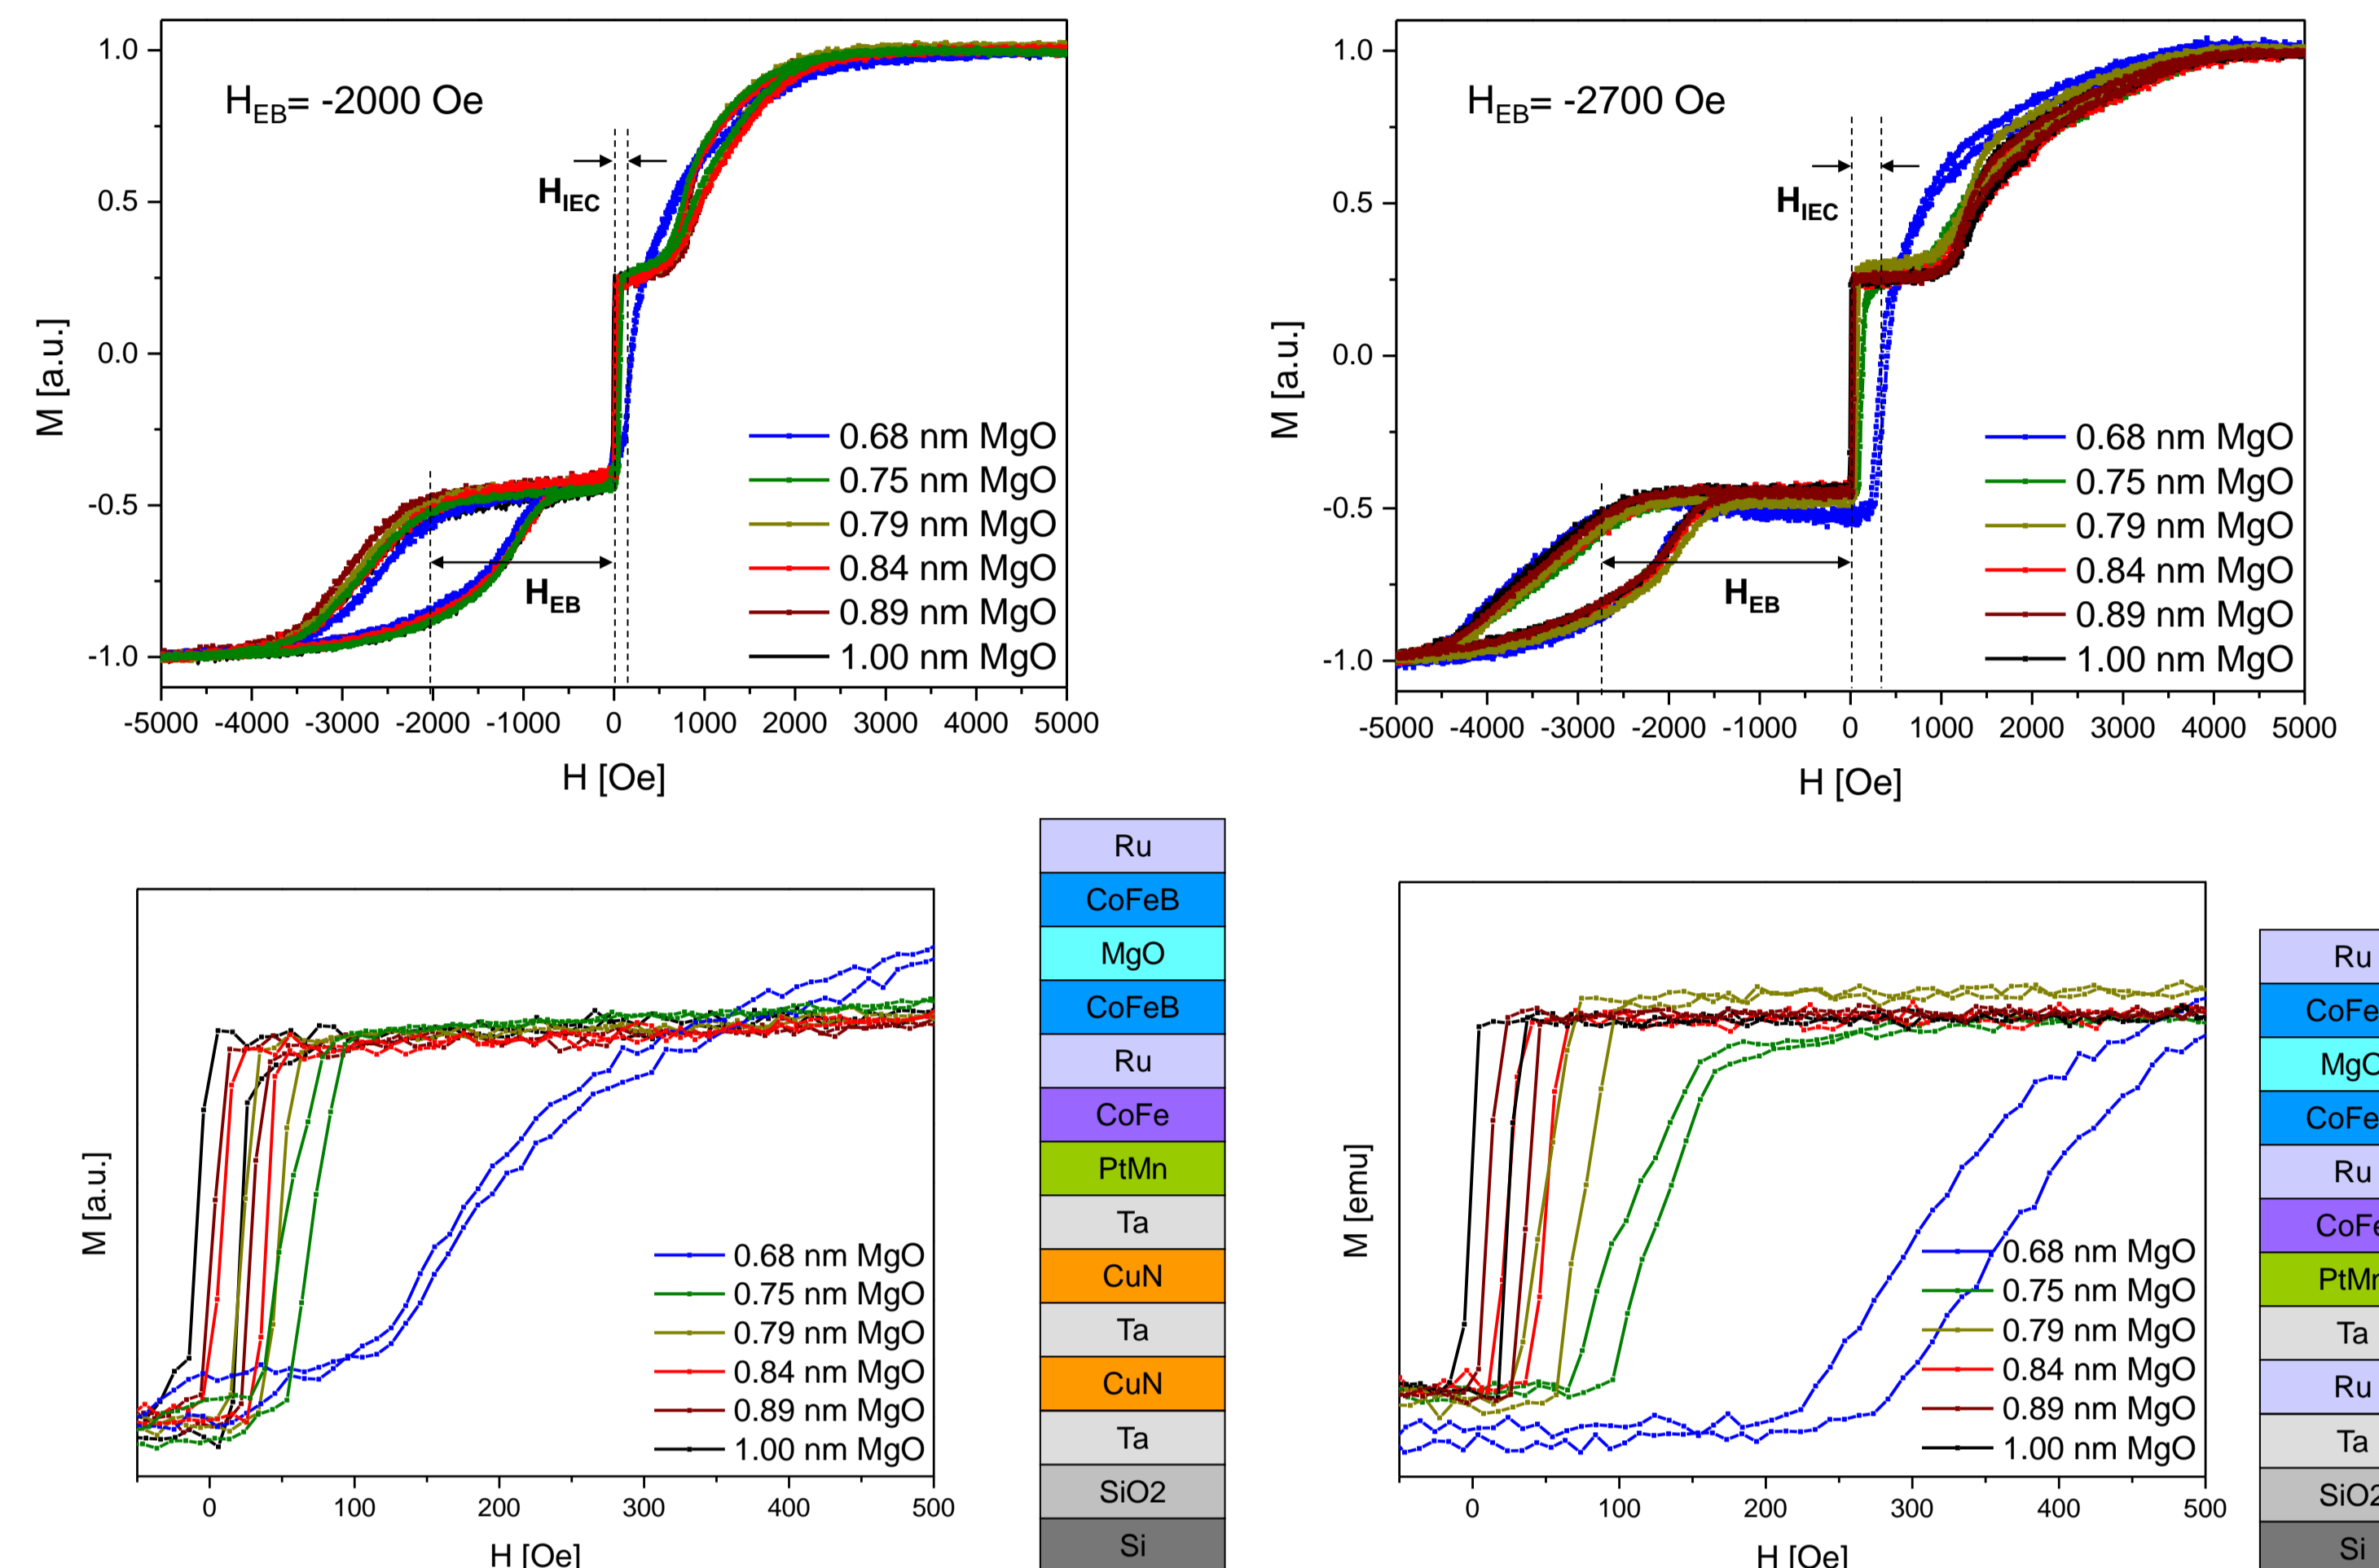 H_EB= -2000 Oe
H_IEC
H_EB
M [a.u.]
1.0
0.5
0.0
-0.5
-1.0
0.68 nm MgO
0.75 nm MgO
0.79 nm MgO
0.84 nm MgO
0.89 nm MgO
1.00 nm MgO
-5000 -4000 -3000 -2000 -1000 0 1000 2000 3000 4000 5000
H [Oe]
H_EB= -2700 Oe
H_IEC
H_EB
M [a.u.]
1.0
0.5
0.0
-0.5
-1.0
0.68 nm MgO
0.75 nm MgO
0.79 nm MgO
0.84 nm MgO
0.89 nm MgO
1.00 nm MgO
-5000 -4000 -3000 -2000 -1000 0 1000 2000 3000 4000 5000
H [Oe]
M [a.u.]
0.68 nm MgO
0.75 nm MgO
0.79 nm MgO
0.84 nm MgO
0.89 nm MgO
1.00 nm MgO
0 100 200 300 400 500
H [Oe]
Ru
CoFeB
MgO
CoFeB
Ru
CoFe
PtMn
Ta
CuN
Ta
CuN
Ta
SiO2
Si
M [emu]
0.68 nm MgO
0.75 nm MgO
0.79 nm MgO
0.84 nm MgO
0.89 nm MgO
1.00 nm MgO
0 100 200 300 400 500
H [Oe]
Ru
CoFe
Ru
Ta
Ru
Ta
Si